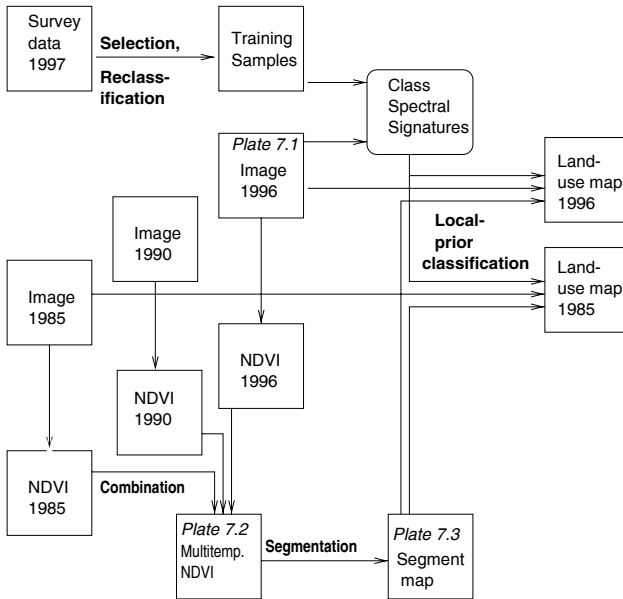 Survey
data
1997
Selection,
Reclass-
ification
Training
Samples
Class
Spectral
Signatures
Plate 7.1
Image
1996
Land-
use map
1996
Image
1990
Local-
prior
classification
Image
1985
Land-
use map
1985
NDVI
1996
NDVI
1990
NDVI
1985
Combination
Plate 7.2
Multitemp.
NDVI
Segmentation
Plate 7.3
Segment
map